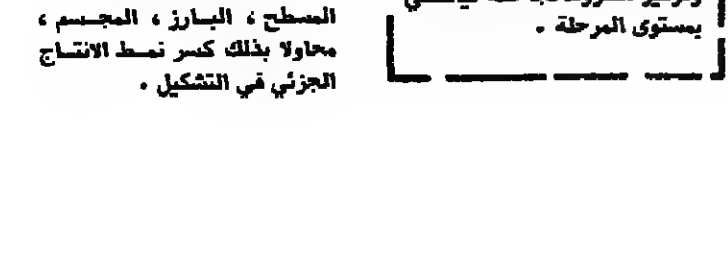 بمستوى المرحلة .
المسطح ، البارز ، المجسم ،
محاولا بذلك كسر نمط الانتاج
الجزئي في التشكيل .